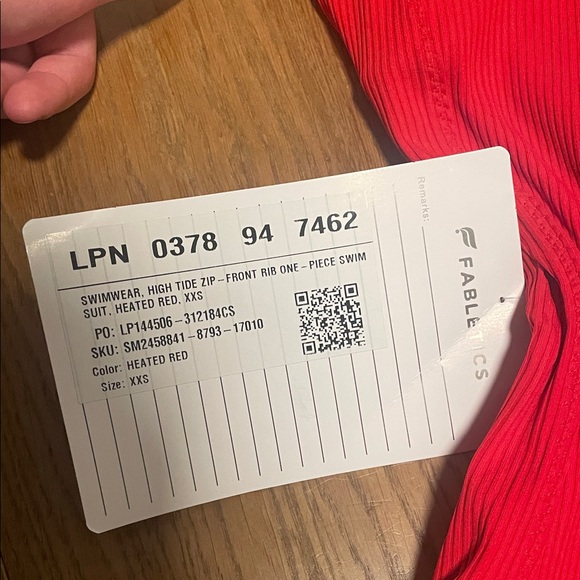 LPN 0378 94 7462
SWIMWEAR, HIGH TIDE ZIP-FRONT RIB ONE-PIECE SWIM
SUIT, HEATED RED, XXS
PO: LP144506-312184CS
SKU: SM2458841-8793-17010
Color: HEATED RED
Size: XXS
Remarks:
FABLETICS